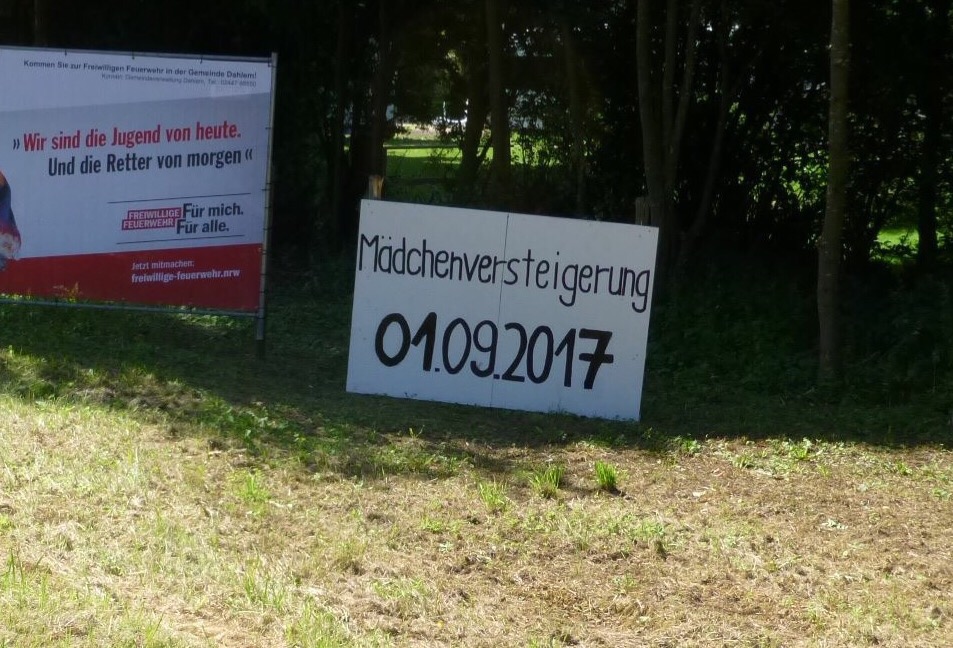 Kommen Sie zur Freiwilligen Feuerwehr in der Gemeinde Dahlem!
»Wir sind die Jugend von heute.
Und die Retter von morgen«
FREIWILLIGE
FEUERWEHR
Für mich.
Für alle.
Jetzt mitmachen:
freiwillige-feuerwehr.nrw
Mädchenversteigerung
01.09.2017